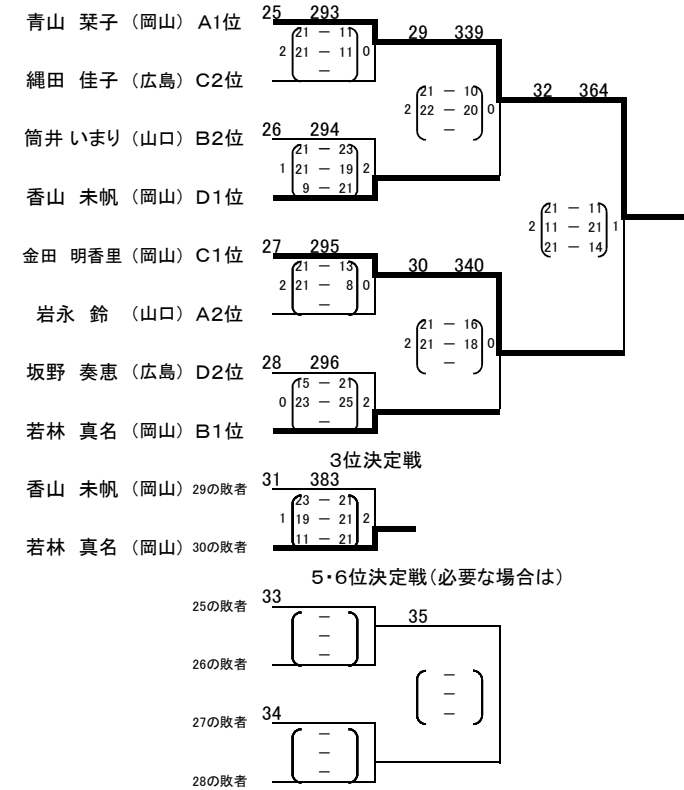 25 293
青山 栞子 (岡山) A1位
21 － 11
2 21 － 11 0
－
縄田 佳子 (広島) C2位
29 339
21 － 10
2 22 － 20 0
－
26 294
筒井 いまり (山口) B2位
21 － 23
1 21 － 19 2
9 － 21
香山 未帆 (岡山) D1位
32 364
21 － 11
2 11 － 21 1
21 － 14
27 295
金田 明香里 (岡山) C1位
21 － 13
2 21 － 8 0
－
岩永 鈴 (山口) A2位
30 340
21 － 16
2 21 － 18 0
－
28 296
坂野 奏恵 (広島) D2位
15 － 21
0 23 － 25 2
－
若林 真名 (岡山) B1位
3位決定戦
31 383
香山 未帆 (岡山) 29の敗者
23 － 21
1 19 － 21 2
11 － 21
若林 真名 (岡山) 30の敗者
5・6位決定戦(必要な場合は)
33
25の敗者
－
－
－
26の敗者
35
－
－
－
34
27の敗者
－
－
－
28の敗者